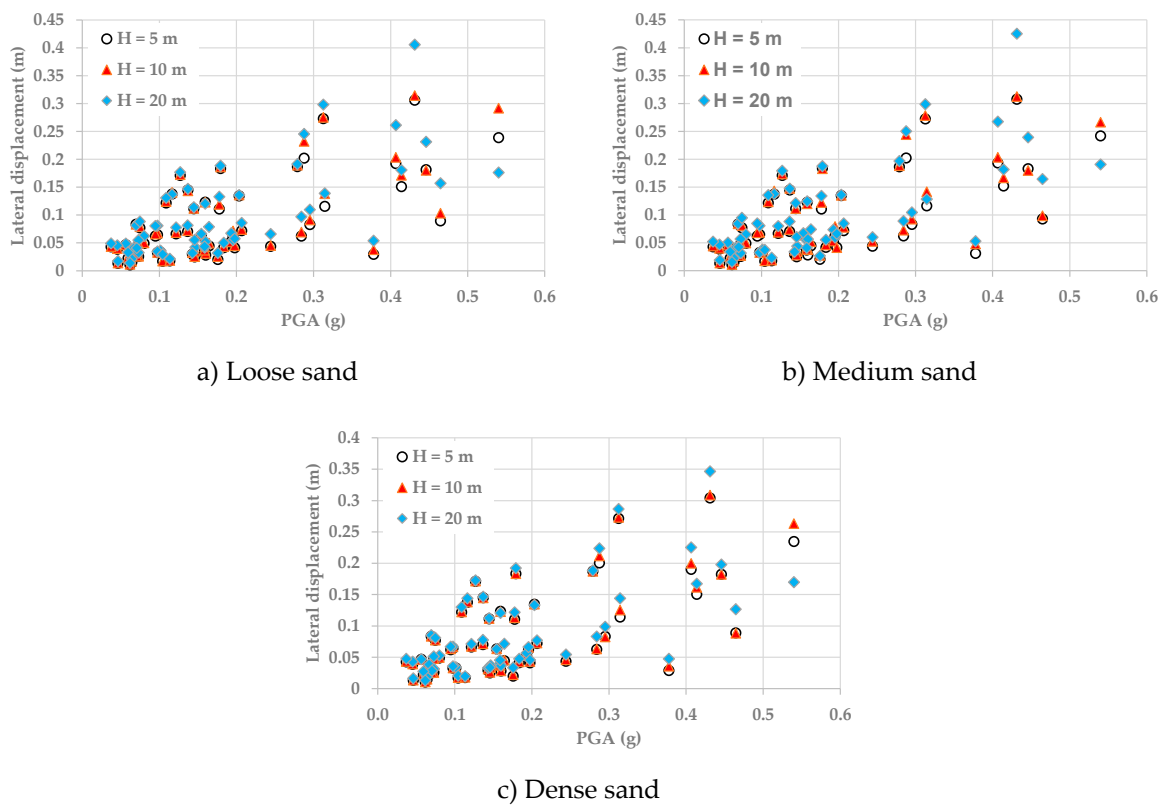 Lateral displacement (m)
0.45
0.4
0.35
0.3
0.25
0.2
0.15
0.1
0.05
0
H = 5 m
H = 10 m
H = 20 m
0 0.1 0.2 0.3 0.4 0.5 0.6
PGA (g)
a) Loose sand
Lateral displacement (m)
0.45
0.4
0.35
0.3
0.25
0.2
0.15
0.1
0.05
0
H = 5 m
H = 10 m
H = 20 m
0 0.1 0.2 0.3 0.4 0.5 0.6
PGA (g)
b) Medium sand
Lateral displacement (m)
0.4
0.35
0.3
0.25
0.2
0.15
0.1
0.05
0
H = 5 m
H = 10 m
H = 20 m
0.0 0.1 0.2 0.3 0.4 0.6 0.6
PGA (g)
c) Dense sand